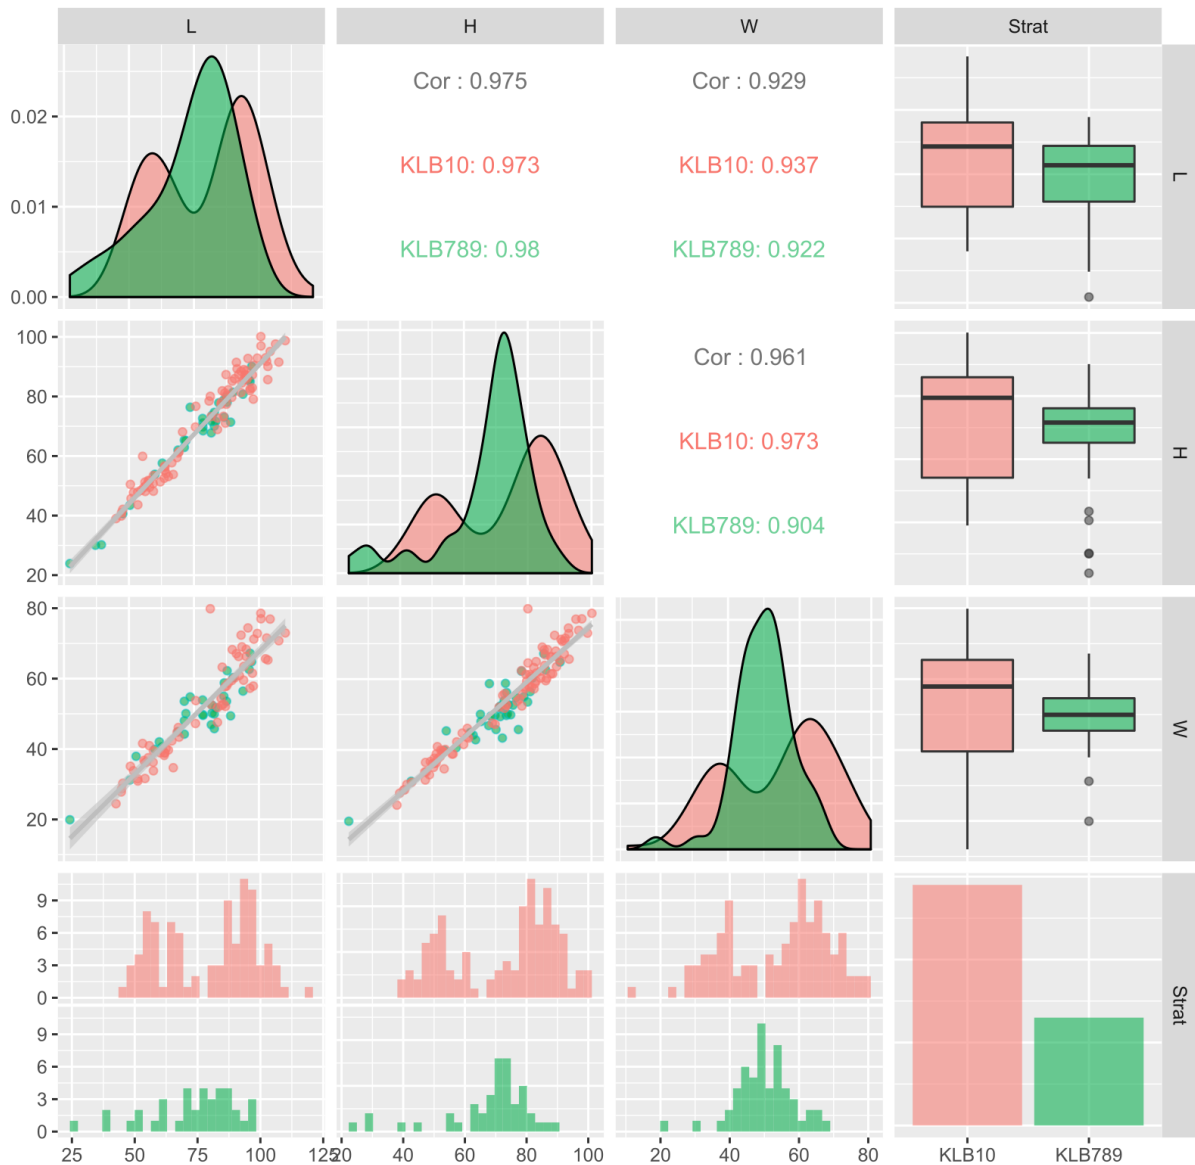 L H W Strat
Cor : 0.975 Cor : 0.929
0.02
KLB10: 0.973 KLB10: 0.937
L
0.01
KLB789: 0.98 KLB789: 0.922
0.00
100
Cor : 0.961
80
KLB10: 0.973
H
60
40
KLB789: 0.904
20
80
60
W
40
20
9
6
3
0
Strat
9
6
3
0
25 50 75 100 125
20 40 60 80 100
20 40 60 80
KLB10 KLB789